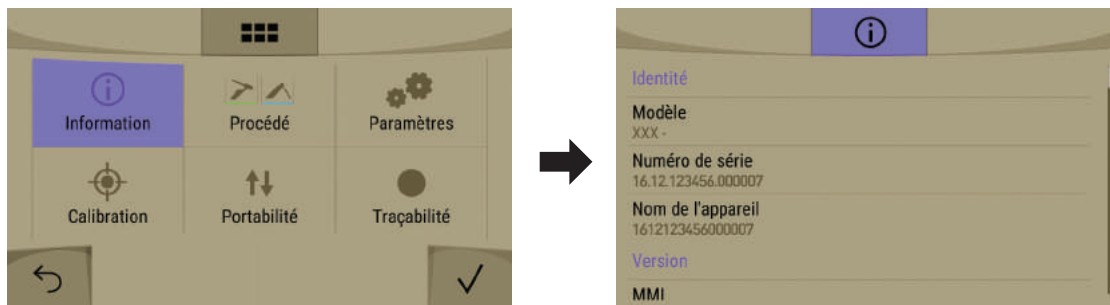 Information
Procédé
Paramètres
Calibration
Portabilité
Traçabilité
Identité
Modèle
XXX -
Numéro de série
16.12.123456.000007
Nom de l'appareil
1612123456000007
Version
MMI